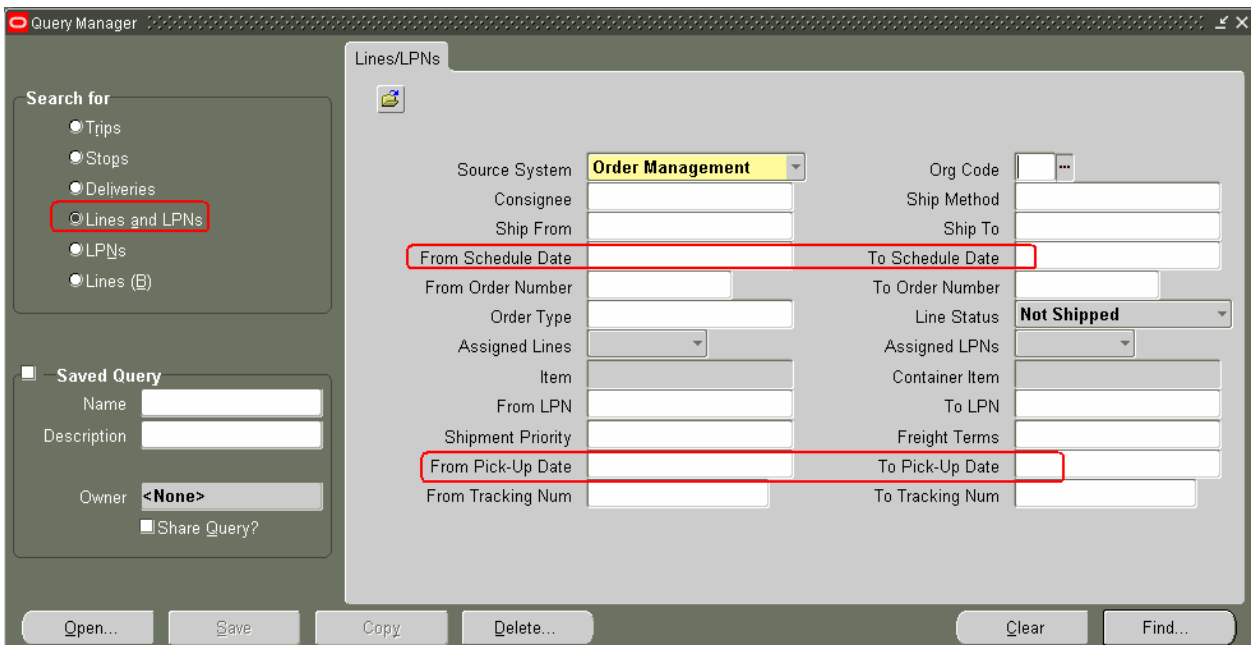 Query Manager
Lines/LPNs
Search for
Trips
Stops
Deliveries
Lines and LPNs
LPNs
Lines (B)
Saved Query
Name
Description
Owner <None>
Share Query?
Source System Order Management Org Code
Consignee Ship Method
Ship From Ship To
From Schedule Date To Schedule Date
From Order Number To Order Number
Order Type Line Status Not Shipped
Assigned Lines Assigned LPNs
Item Container Item
From LPN To LPN
Shipment Priority Freight Terms
From Pick-Up Date To Pick-Up Date
From Tracking Num To Tracking Num
Open... Save Copy Delete... Clear Find...